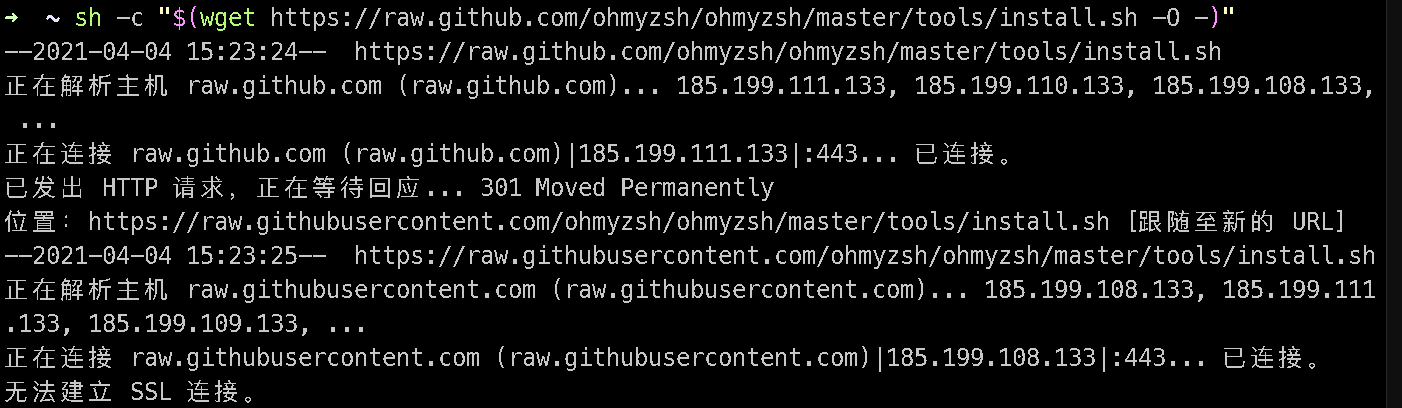 ➜  ~ sh -c "$(wget https://raw.github.com/ohmyzsh/ohmyzsh/master/tools/install.sh -O -)"
--2021-04-04 15:23:24--  https://raw.github.com/ohmyzsh/ohmyzsh/master/tools/install.sh
正在解析主机 raw.github.com (raw.github.com)... 185.199.111.133, 185.199.110.133, 185.199.108.133,
 ...
正在连接 raw.github.com (raw.github.com)|185.199.111.133|:443... 已连接。
已发出 HTTP 请求，正在等待回应... 301 Moved Permanently
位置：https://raw.githubusercontent.com/ohmyzsh/ohmyzsh/master/tools/install.sh [跟随至新的 URL]
--2021-04-04 15:23:25--  https://raw.githubusercontent.com/ohmyzsh/ohmyzsh/master/tools/install.sh
正在解析主机 raw.githubusercontent.com (raw.githubusercontent.com)... 185.199.108.133, 185.199.111
.133, 185.199.109.133, ...
正在连接 raw.githubusercontent.com (raw.githubusercontent.com)|185.199.108.133|:443... 已连接。
无法建立 SSL 连接。